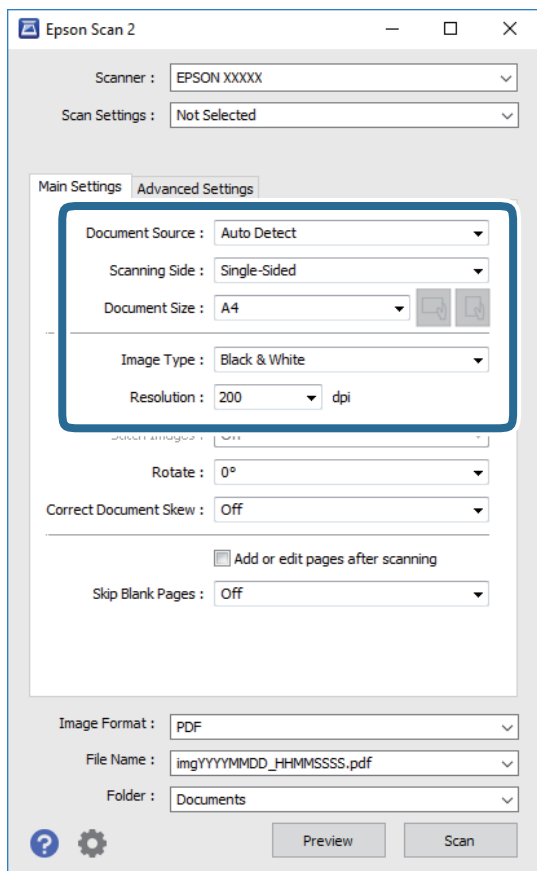 Epson Scan 2
Scanner : EPSON XXXXX
Scan Settings : Not Selected
Main Settings Advanced Settings
Document Source : Auto Detect
Scanning Side : Single-Sided
Document Size : A4
Image Type : Black & White
Resolution : 200 dpi
Stitch Images : Off
Rotate : 0°
Correct Document Skew : Off
Add or edit pages after scanning
Skip Blank Pages : Off
Image Format : PDF
File Name : imgYYYYMMDD_HHMMSSSS.pdf
Folder : Documents
? Preview Scan